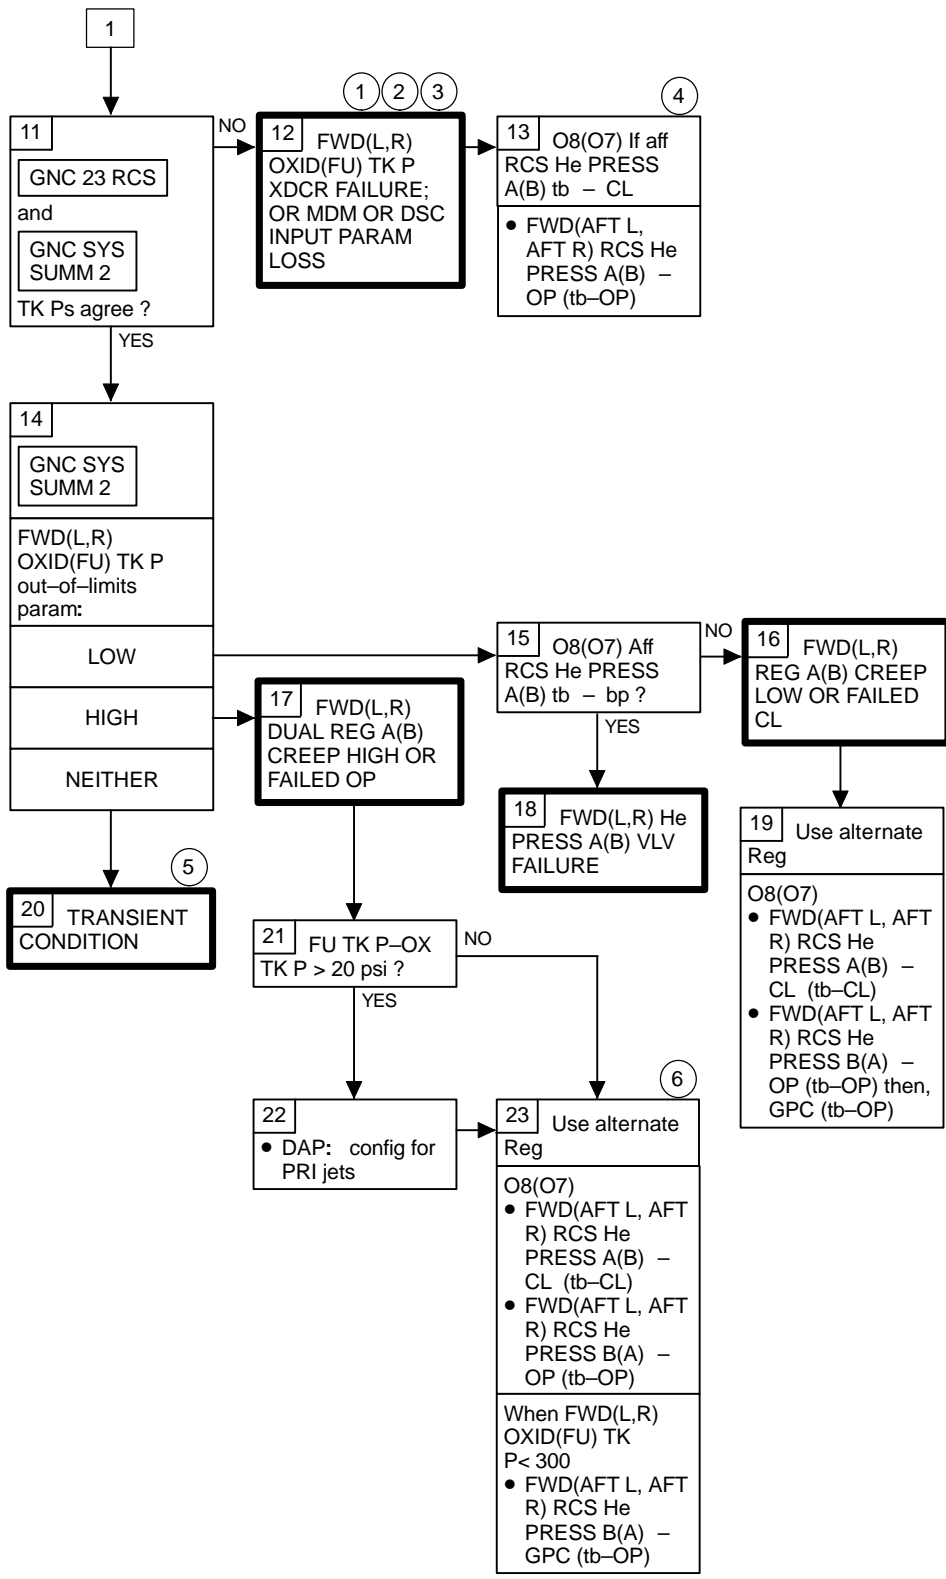 1
11
GNC 23 RCS
and
GNC SYS
SUMM 2
TK Ps agree ?
NO
YES
1
2
3
12
FWD(L,R)
OXID(FU) TK P
XDCR FAILURE;
OR MDM OR DSC
INPUT PARAM
LOSS
4
13
O8(O7) If aff
RCS He PRESS
A(B) tb – CL
• FWD(AFT L,
AFT R) RCS He
PRESS A(B) –
OP (tb–OP)
14
GNC SYS
SUMM 2
FWD(L,R)
OXID(FU) TK P
out–of–limits
param:
LOW
HIGH
NEITHER
15
O8(O7) Aff
RCS He PRESS
A(B) tb – bp ?
NO
YES
16
FWD(L,R)
REG A(B) CREEP
LOW OR FAILED
CL
17
FWD(L,R)
DUAL REG A(B)
CREEP HIGH OR
FAILED OP
18
FWD(L,R) He
PRESS A(B) VLV
FAILURE
19
Use alternate
Reg
O8(O7)
• FWD(AFT L, AFT
R) RCS He
PRESS A(B) –
CL (tb–CL)
• FWD(AFT L, AFT
R) RCS He
PRESS B(A) –
OP (tb–OP) then,
GPC (tb–OP)
5
20
TRANSIENT
CONDITION
21
FU TK P–OX
TK P > 20 psi ?
NO
YES
22
• DAP: config for
PRI jets
6
23
Use alternate
Reg
O8(O7)
• FWD(AFT L, AFT
R) RCS He
PRESS A(B) –
CL (tb–CL)
• FWD(AFT L, AFT
R) RCS He
PRESS B(A) –
OP (tb–OP)
When FWD(L,R)
OXID(FU) TK
P< 300
• FWD(AFT L, AFT
R) RCS He
PRESS B(A) –
GPC (tb–OP)